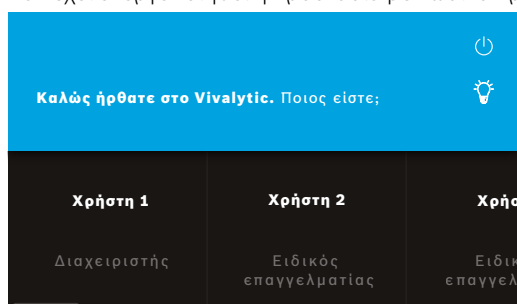 Καλώς ήρθατε στο Vivalytic. Ποιος είστε;
Χρήστη 1
Χρήστη 2
Διαχειριστής
Ειδικός
επαγγελματίας